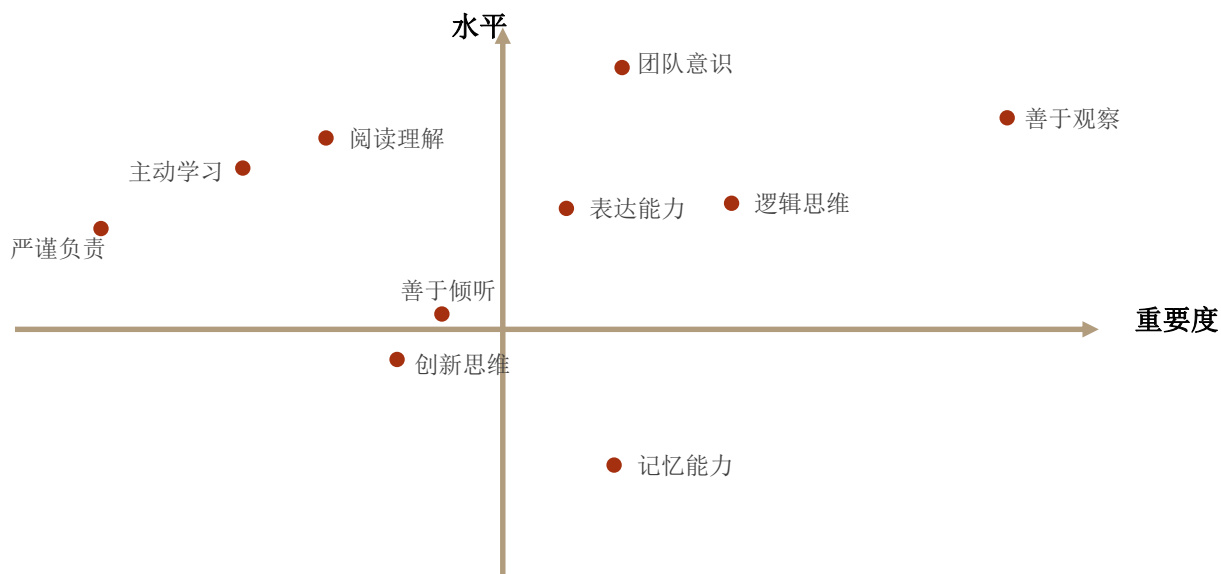 水平
团队意识
善于观察
阅读理解
主动学习
表达能力
逻辑思维
严谨负责
善于倾听
重要度
创新思维
记忆能力